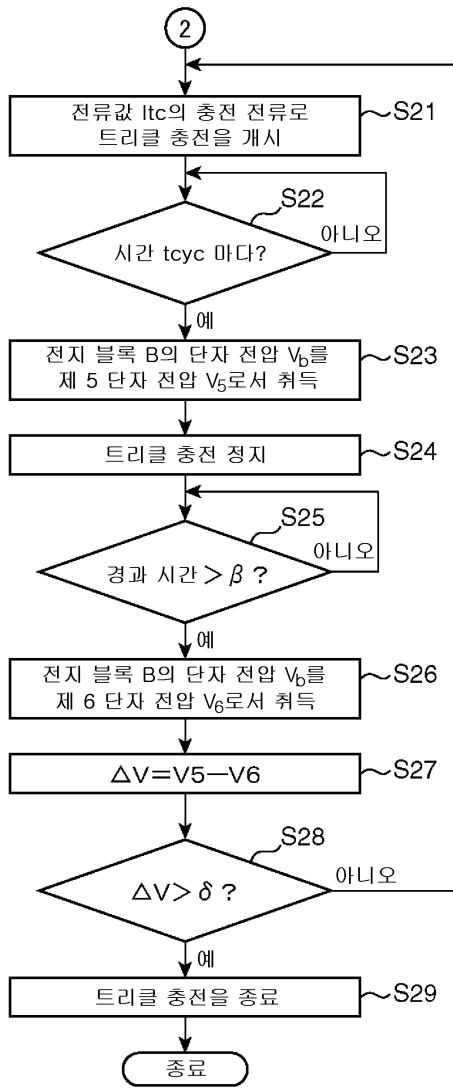 2
전류값 Itc의 충전 전류로
트리클 충전을 개시
S21
S22
시간 tcyc 마다?
아니오
예
전지 블록 B의 단자 전압 Vb를
제 5 단자 전압 V5로서 취득
S23
트리클 충전 정지
S24
S25
경과 시간 > β ?
아니오
예
전지 블록 B의 단자 전압 Vb를
제 6 단자 전압 V6로서 취득
S26
△V=V5—V6
S27
S28
△V> δ ?
아니오
예
트리클 충전을 종료
S29
종료